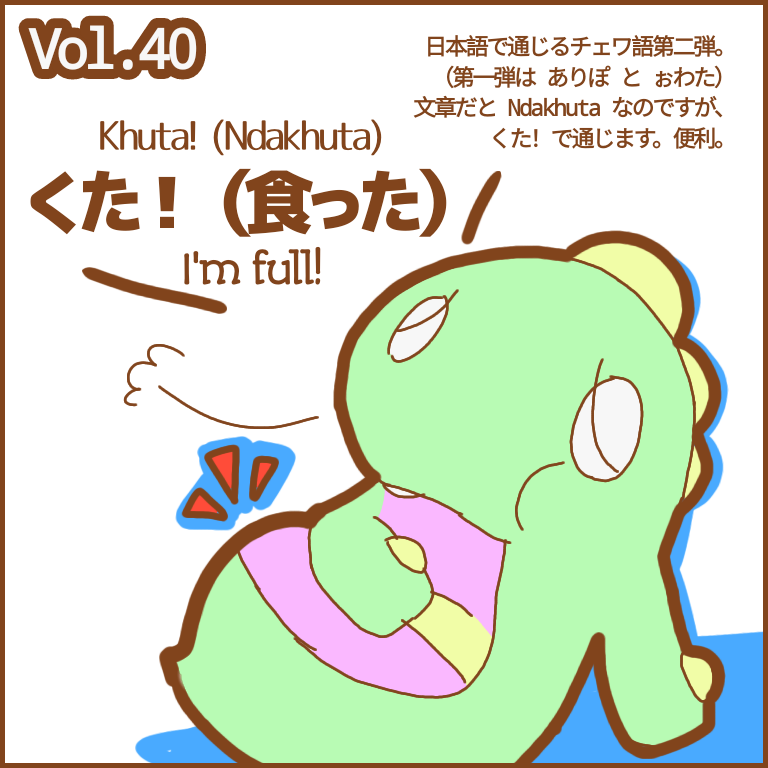 Vol.40
日本語で通じるチェワ語第二弾。
（第一弾は ありぽ と ぉわた）
文章だと Ndakhuta なのですが、
くた！ で通じます。便利。
Khuta! (Ndakhuta)
くた！（食った）
I'm full!